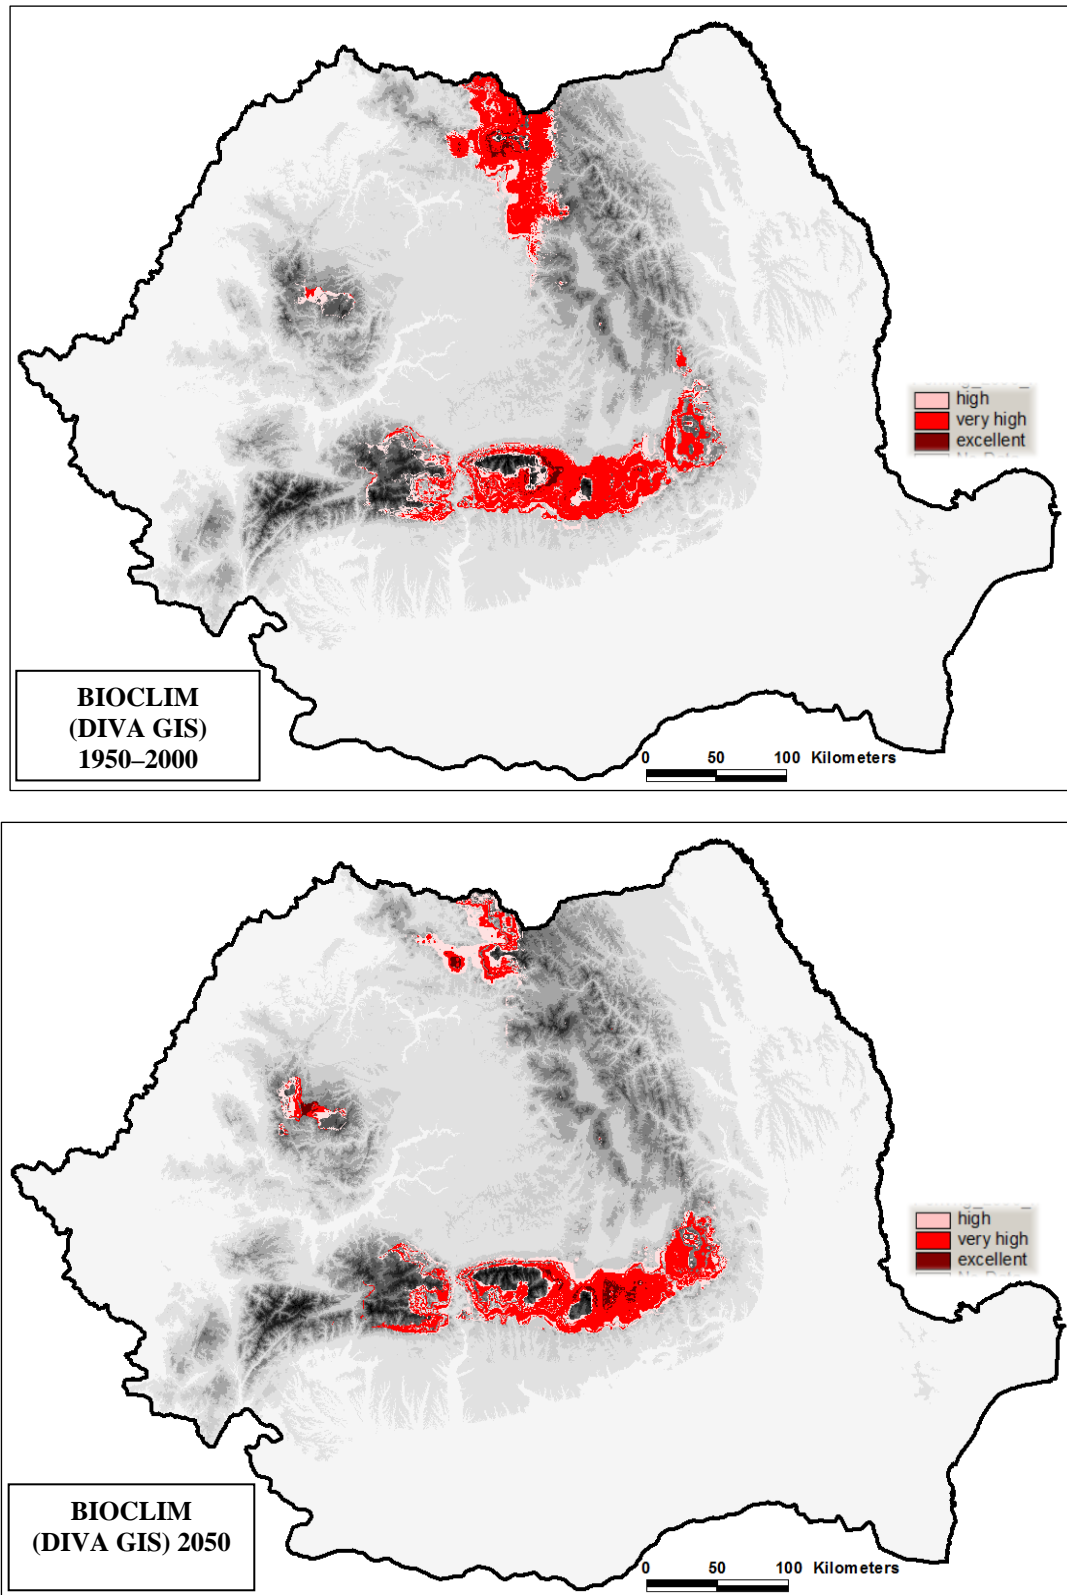 high
very high
excellent
BIOCLIM
(DIVA GIS)
1950–2000
0 50 100 Kilometers
high
very high
excellent
BIOCLIM
(DIVA GIS) 2050
0 50 100 Kilometers